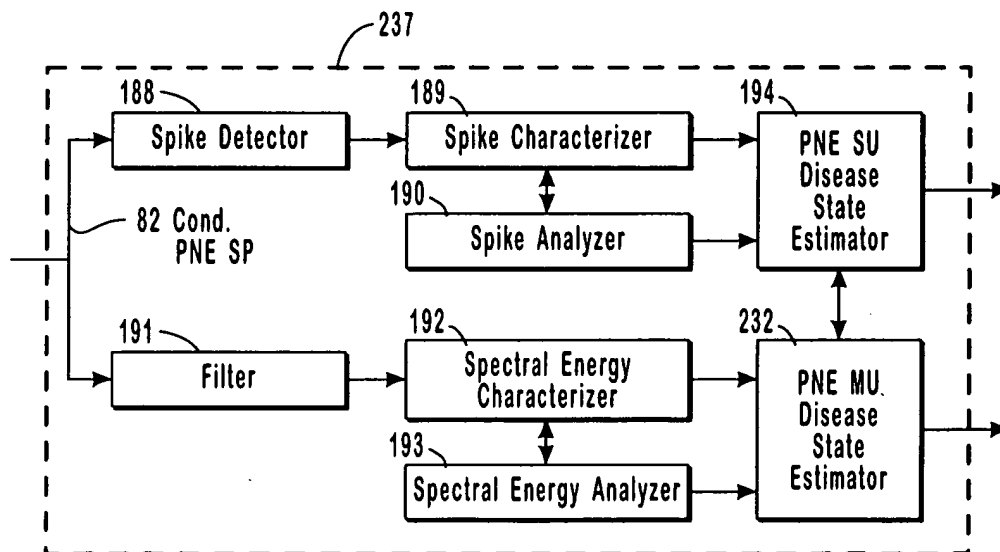 237
188
Spike Detector
189
Spike Characterizer
194
PNE SU
Disease
State
Estimator
190
Spike Analyzer
82 Cond.
PNE SP
191
Filter
192
Spectral Energy
Characterizer
232
PNE MU
Disease
State
Estimator
193
Spectral Energy Analyzer